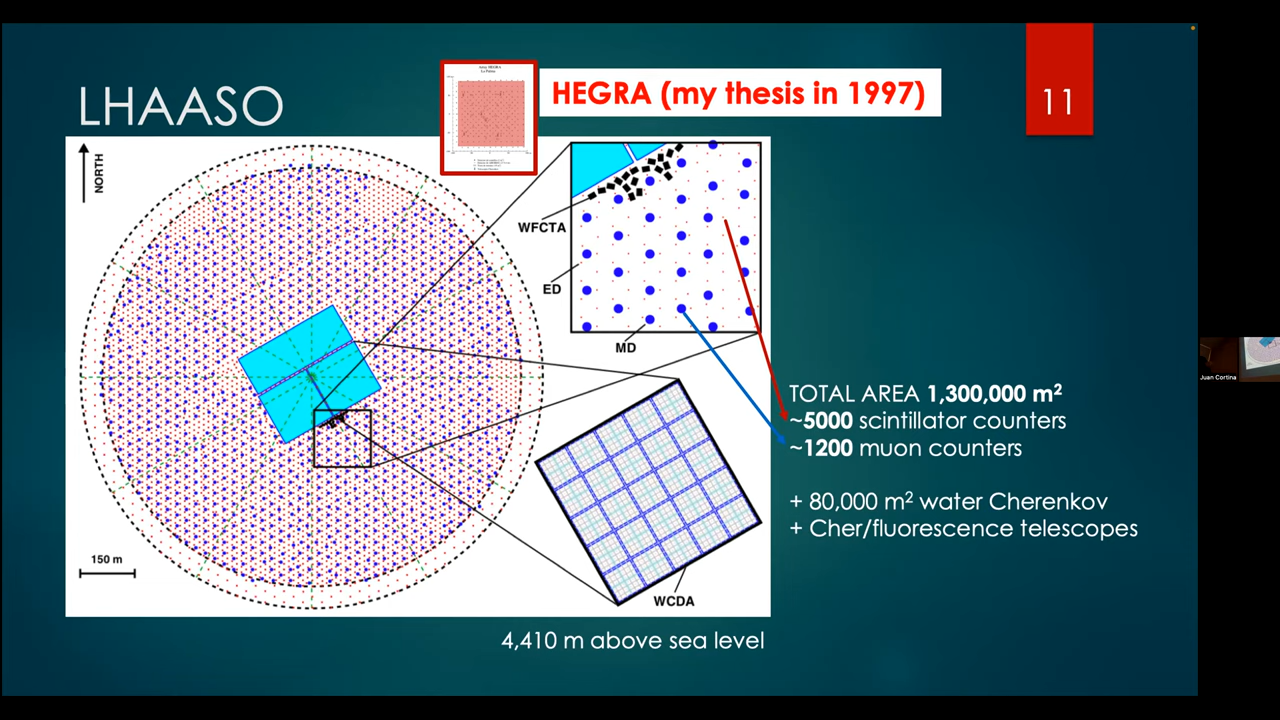 LHAASO
HEGRA (my thesis in 1997)
11
NORTH
WFCTA
ED
MD
150 m
WCDA
TOTAL AREA 1,300,000 m²
~5000 scintillator counters
~1200 muon counters
+ 80,000 m² water Cherenkov
+ Cher/fluorescence telescopes
4,410 m above sea level
Juan Cortina